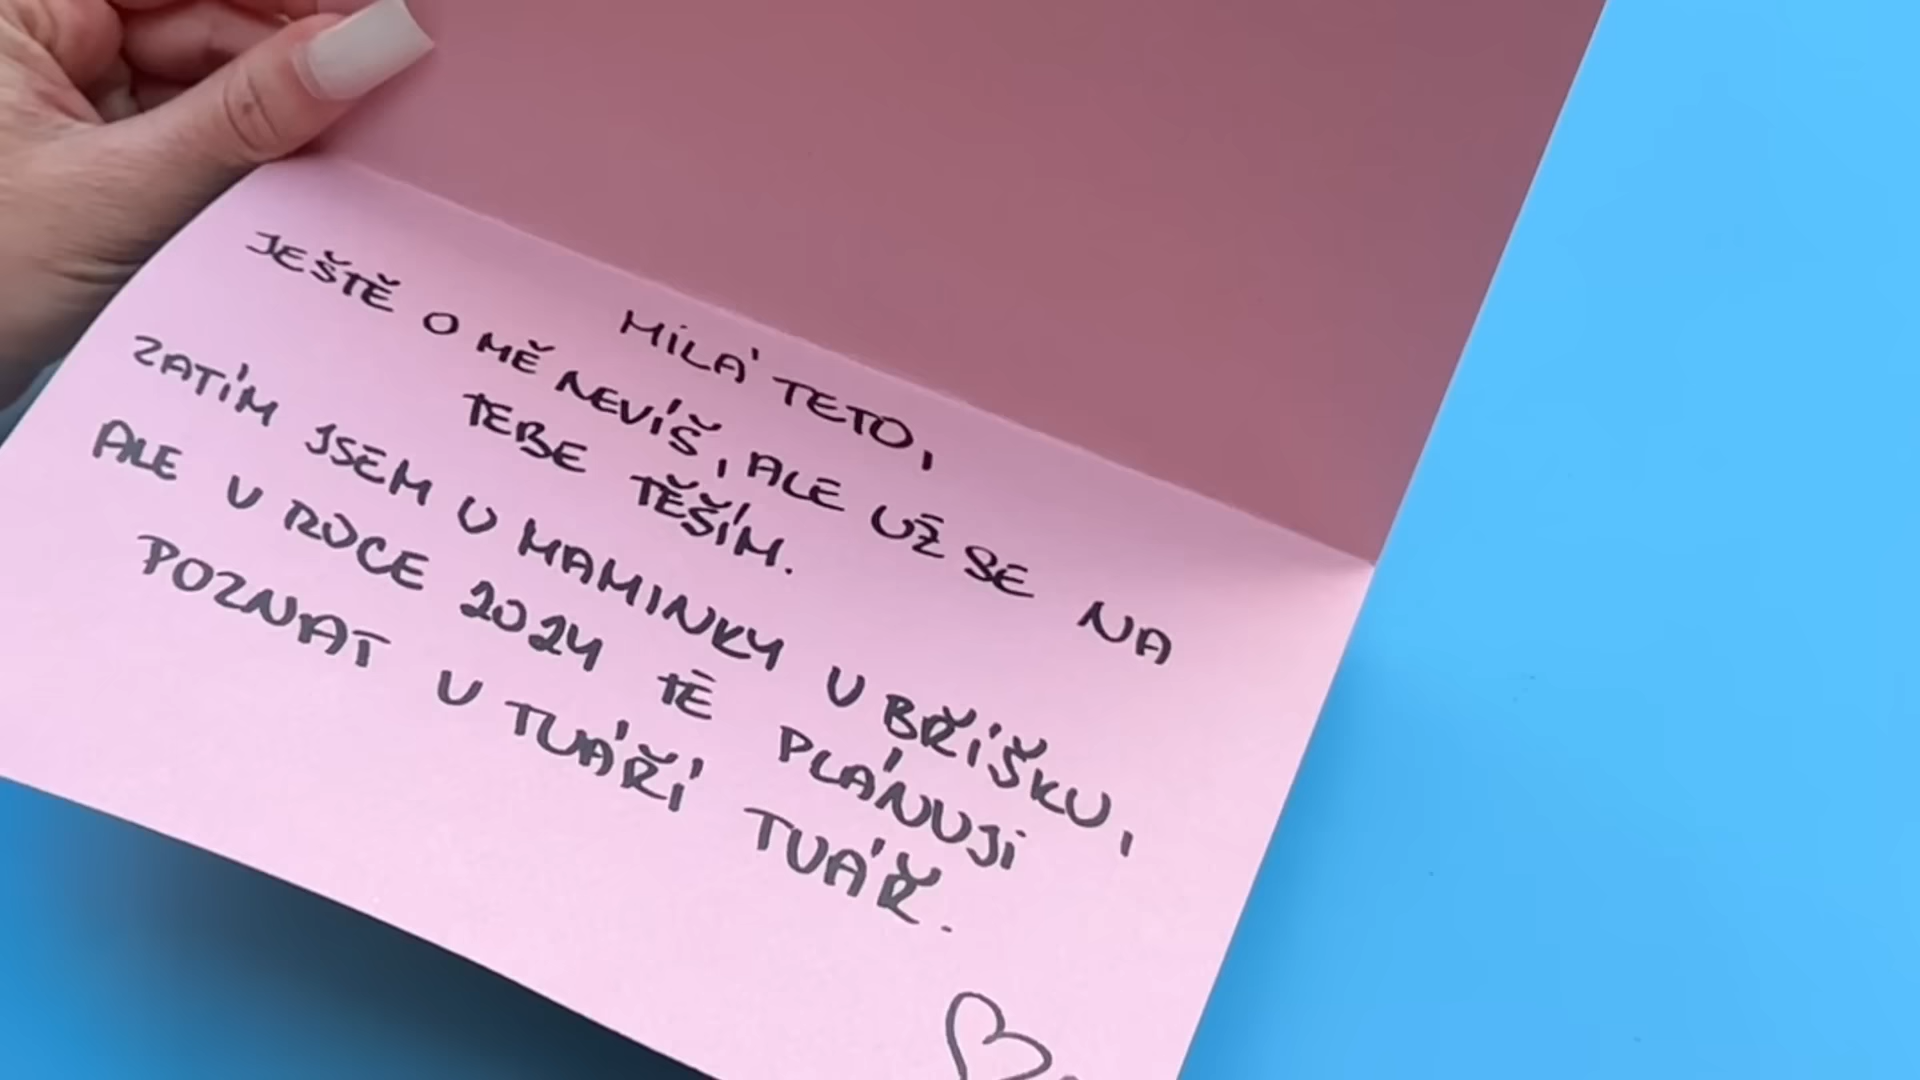 MILÁ TETO,
JEŠTĚ O MĚ NEVÍŠ, ALE UŽ SE NA
TEBE TĚŠÍM.
ZATÍM JSEM U MAMINKY V BŘÍŠKU,
ALE V ROCE 2024 TĚ PLÁNUJI
POZNAT V TVÁŘÍ TVÁŘ.